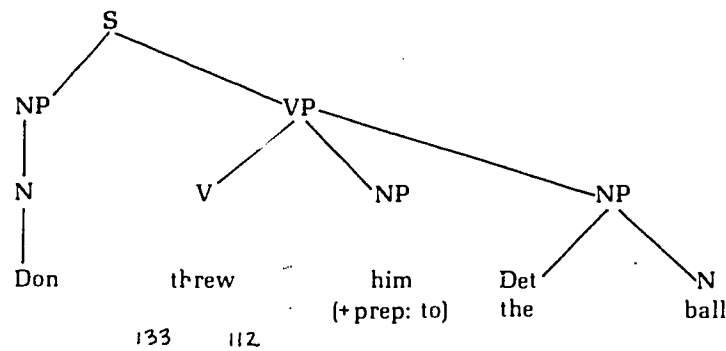 S
NP VP
N V NP NP
Don threw him Det N
(+prep: to) the ball
133 112